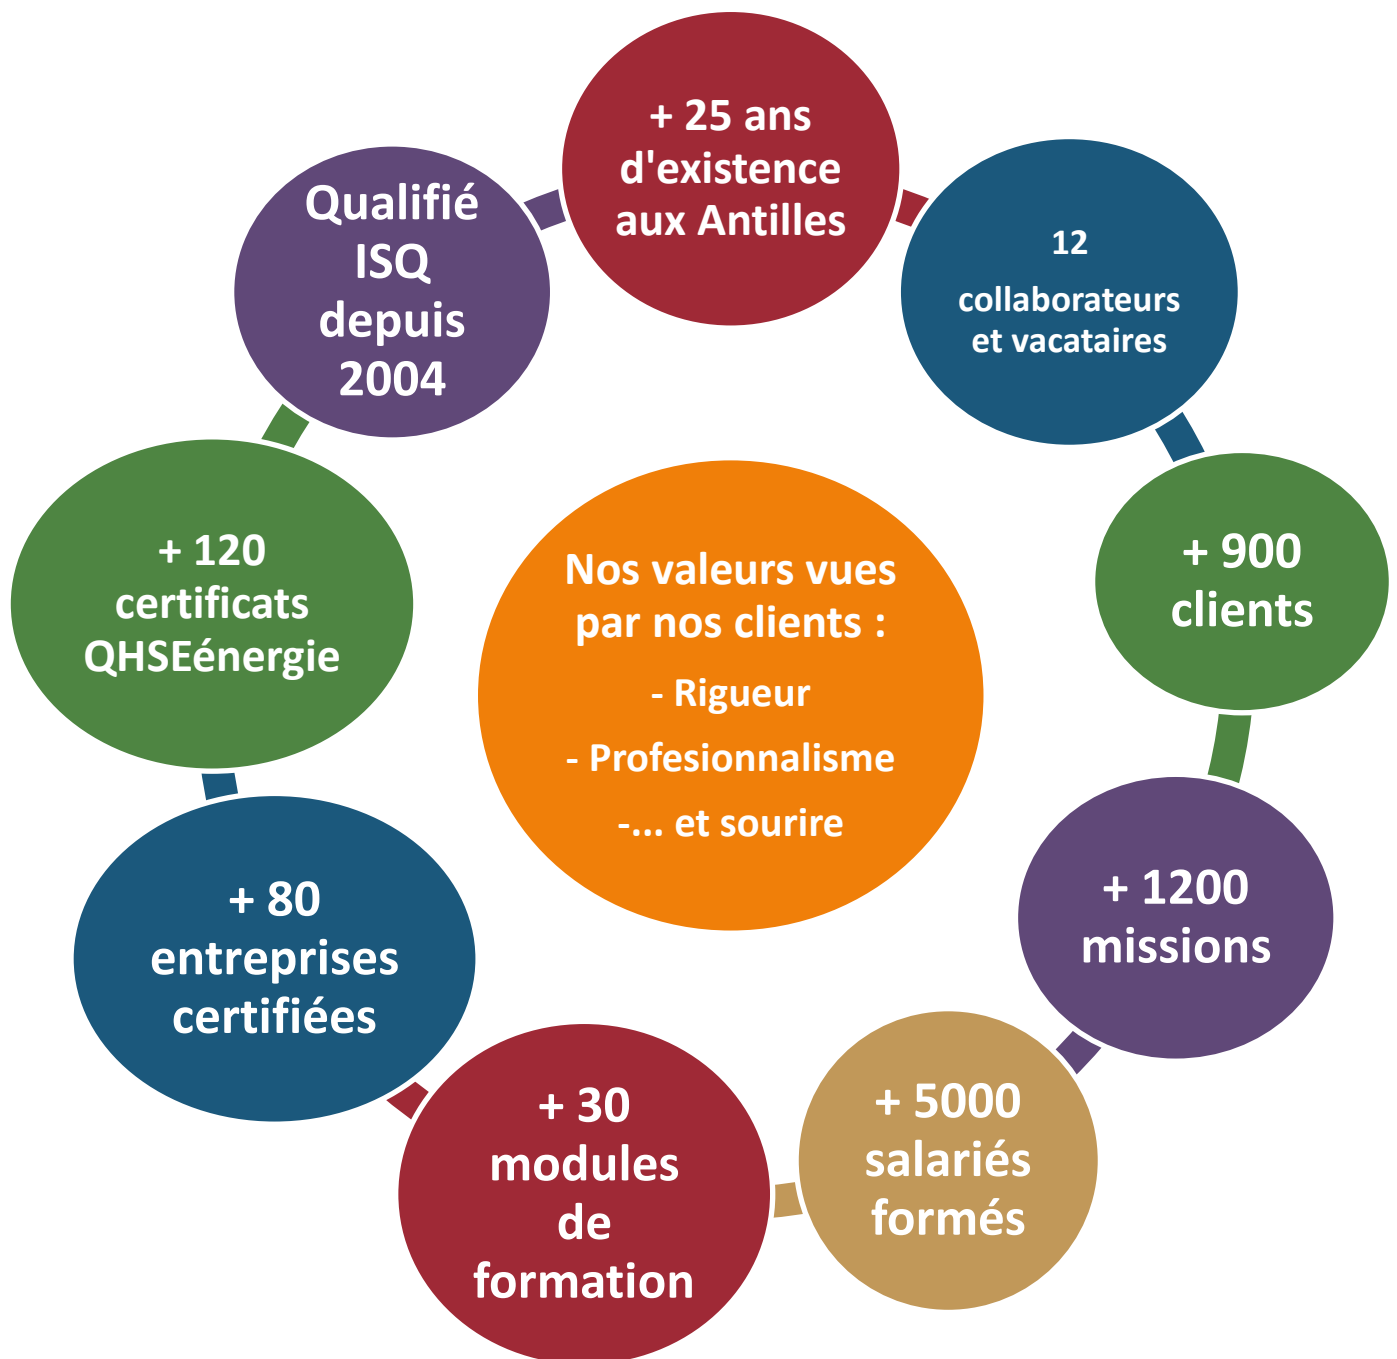 + 25 ans
d'existence
aux Antilles
12
collaborateurs
et vacataires
+ 900
clients
+ 1200
missions
+ 5000
salariés
formés
+ 30
modules
de
formation
+ 80
entreprises
certifiées
+ 120
certificats
QHSEénergie
Qualifié
ISQ
depuis
2004
Nos valeurs vues
par nos clients :
- Rigueur
- Profesionnalisme
-... et sourire